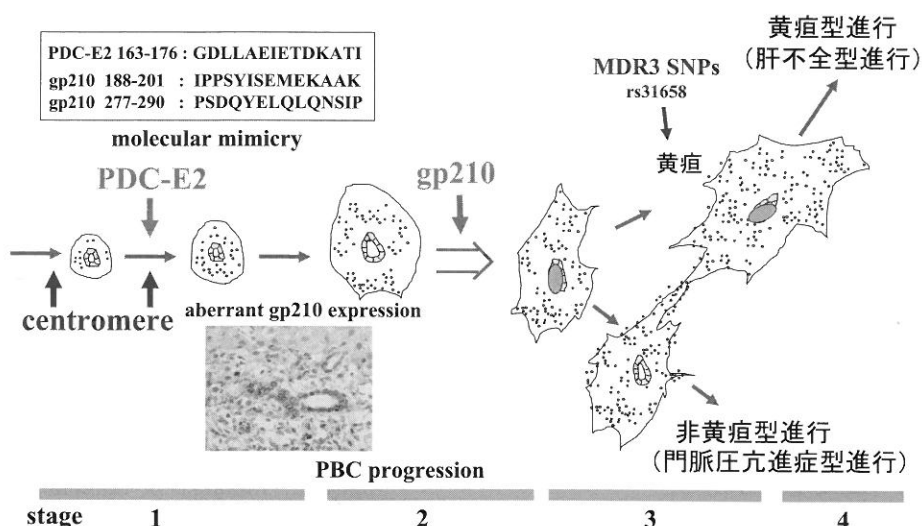 PDC-E2 163-176 : GDLLAEIETDKATI
gp210 188-201 : IPPSYISEMEKAAK
gp210 277-290 : PSDQYELQLQNSIP
molecular mimicry
PDC-E2
centromere
aberrant gp210 expression
gp210
MDR3 SNPs
rs31658
黄疸
黄疸型進行
(肝不全型進行)
非黄疸型進行
(門脈圧亢進症型進行)
PBC progression
stage 1 2 3 4